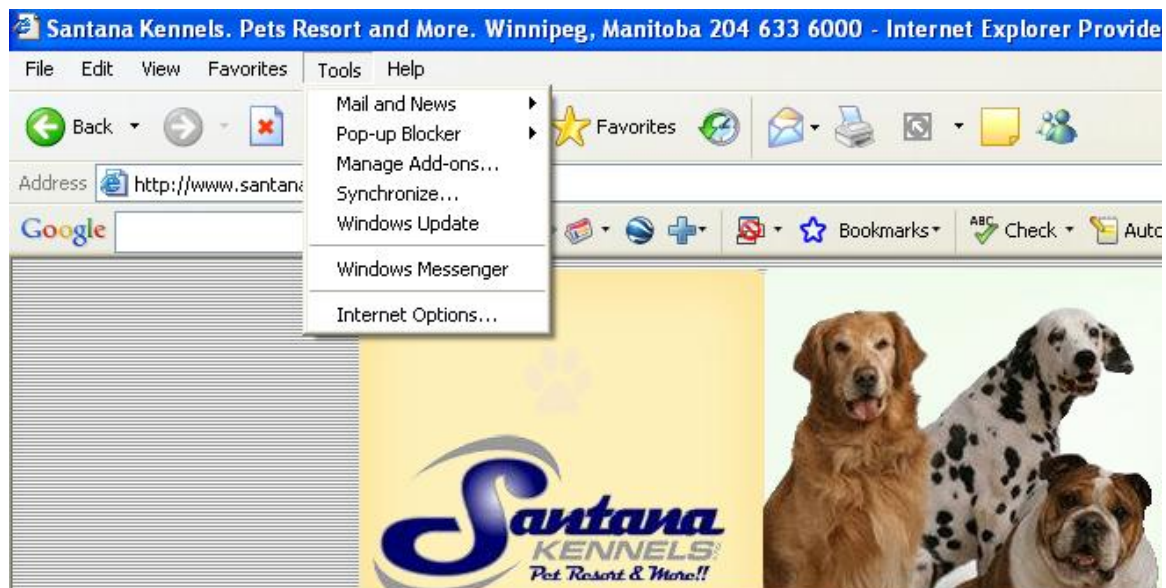 Santana Kennels. Pets Resort and More. Winnipeg, Manitoba 204 633 6000 - Internet Explorer Provide
File Edit View Favorites Tools Help
Back Favorites
Mail and News
Pop-up Blocker
Manage Add-ons...
Address http://www.santana
Synchronize...
Windows Update
Google Bookmarks ABC Check Auto
Windows Messenger
Internet Options...
Santana
KENNELS
Pet Resort & More!!